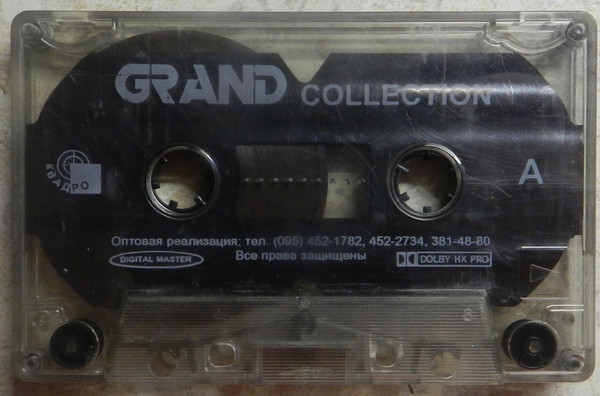 GRAND COLLECTION
КВАДРО
A
Оптовая реализация: тел. (095) 452-1782, 452-2734, 381-48-80
DIGITAL MASTER
Все права защищены
DOLBY HX PRO